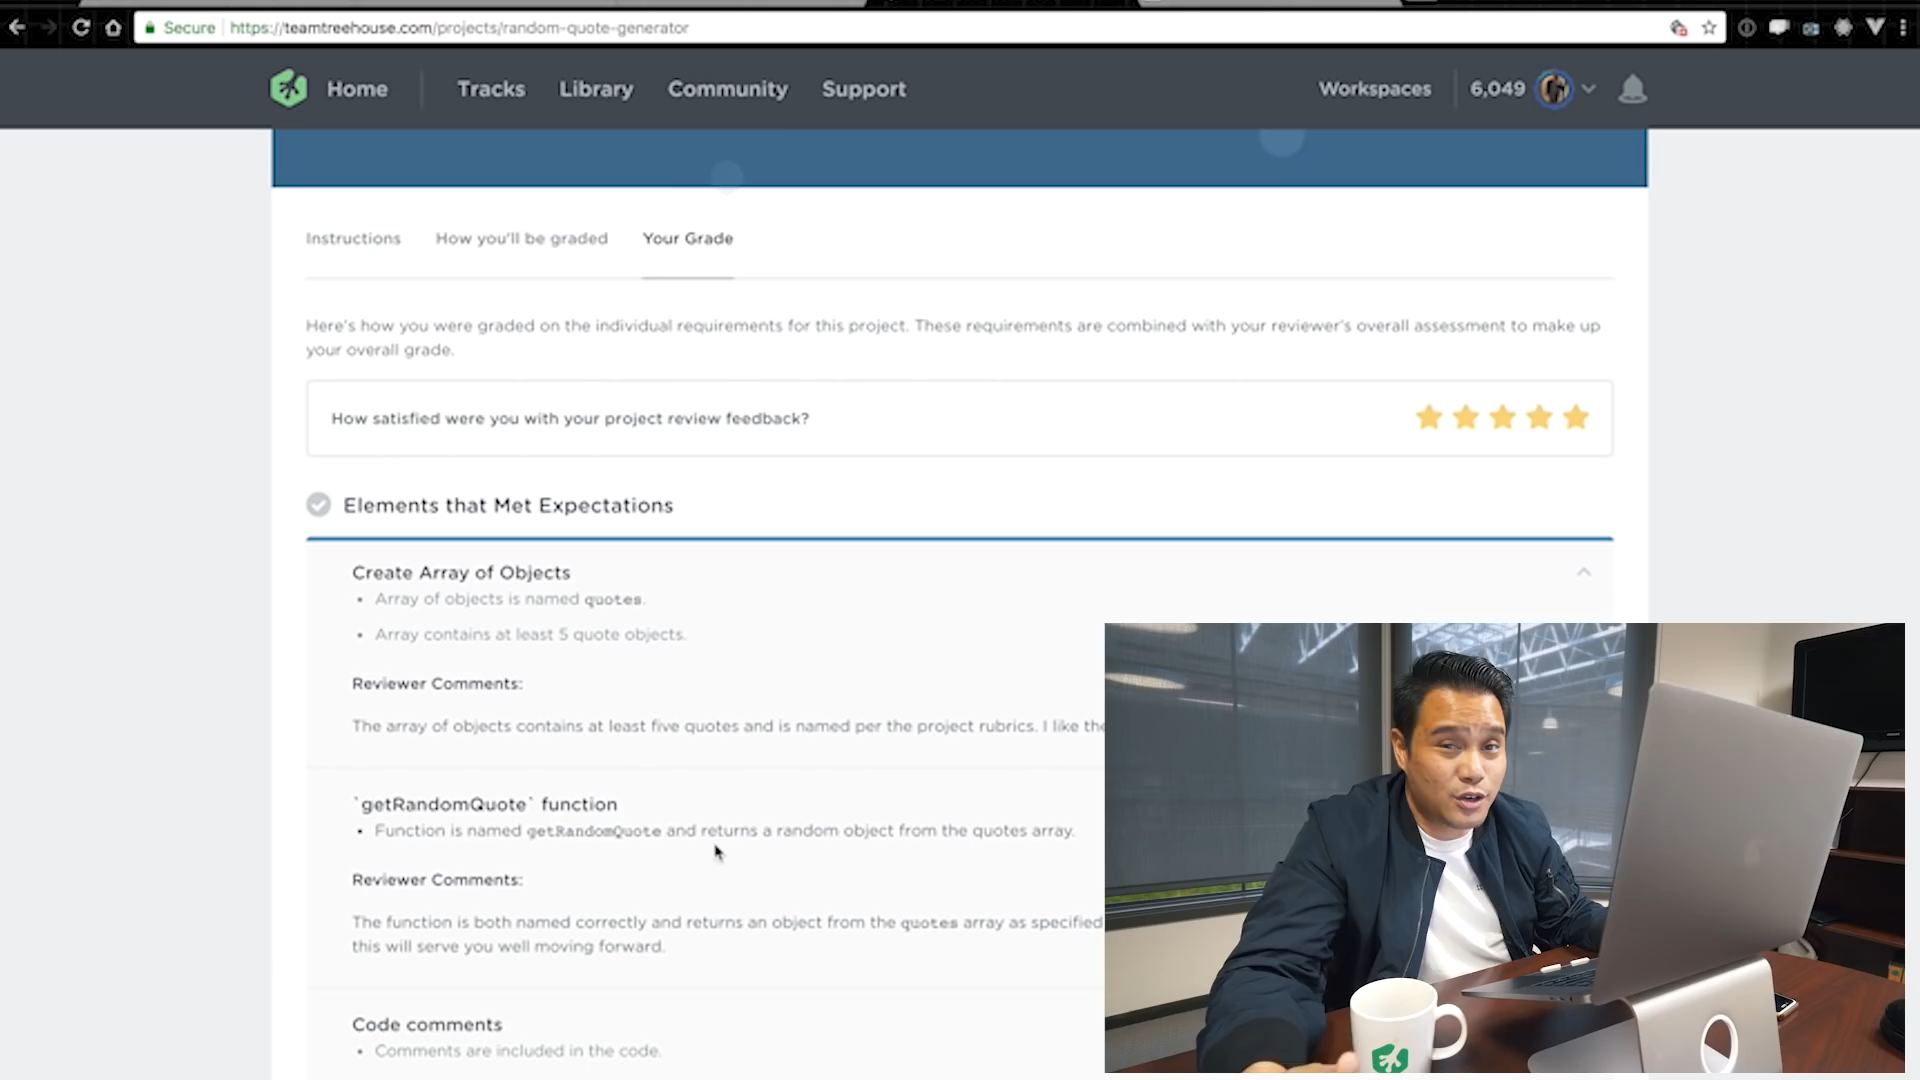 Secure https://teamtreehouse.com/projects/random-quote-generator
Home Tracks Library Community Support Workspaces 6,049
Instructions How you'll be graded Your Grade
Here's how you were graded on the individual requirements for this project. These requirements are combined with your reviewer's overall assessment to make up
your overall grade.
How satisfied were you with your project review feedback?
Elements that Met Expectations
Create Array of Objects
• Array of objects is named quotes.
• Array contains at least 5 quote objects.
Reviewer Comments:
The array of objects contains at least five quotes and is named per the project rubrics. I like the
`getRandomQuote` function
• Function is named getRandomQuote and returns a random object from the quotes array.
Reviewer Comments:
The function is both named correctly and returns an object from the quotes array as specified
this will serve you well moving forward.
Code comments
• Comments are included in the code.